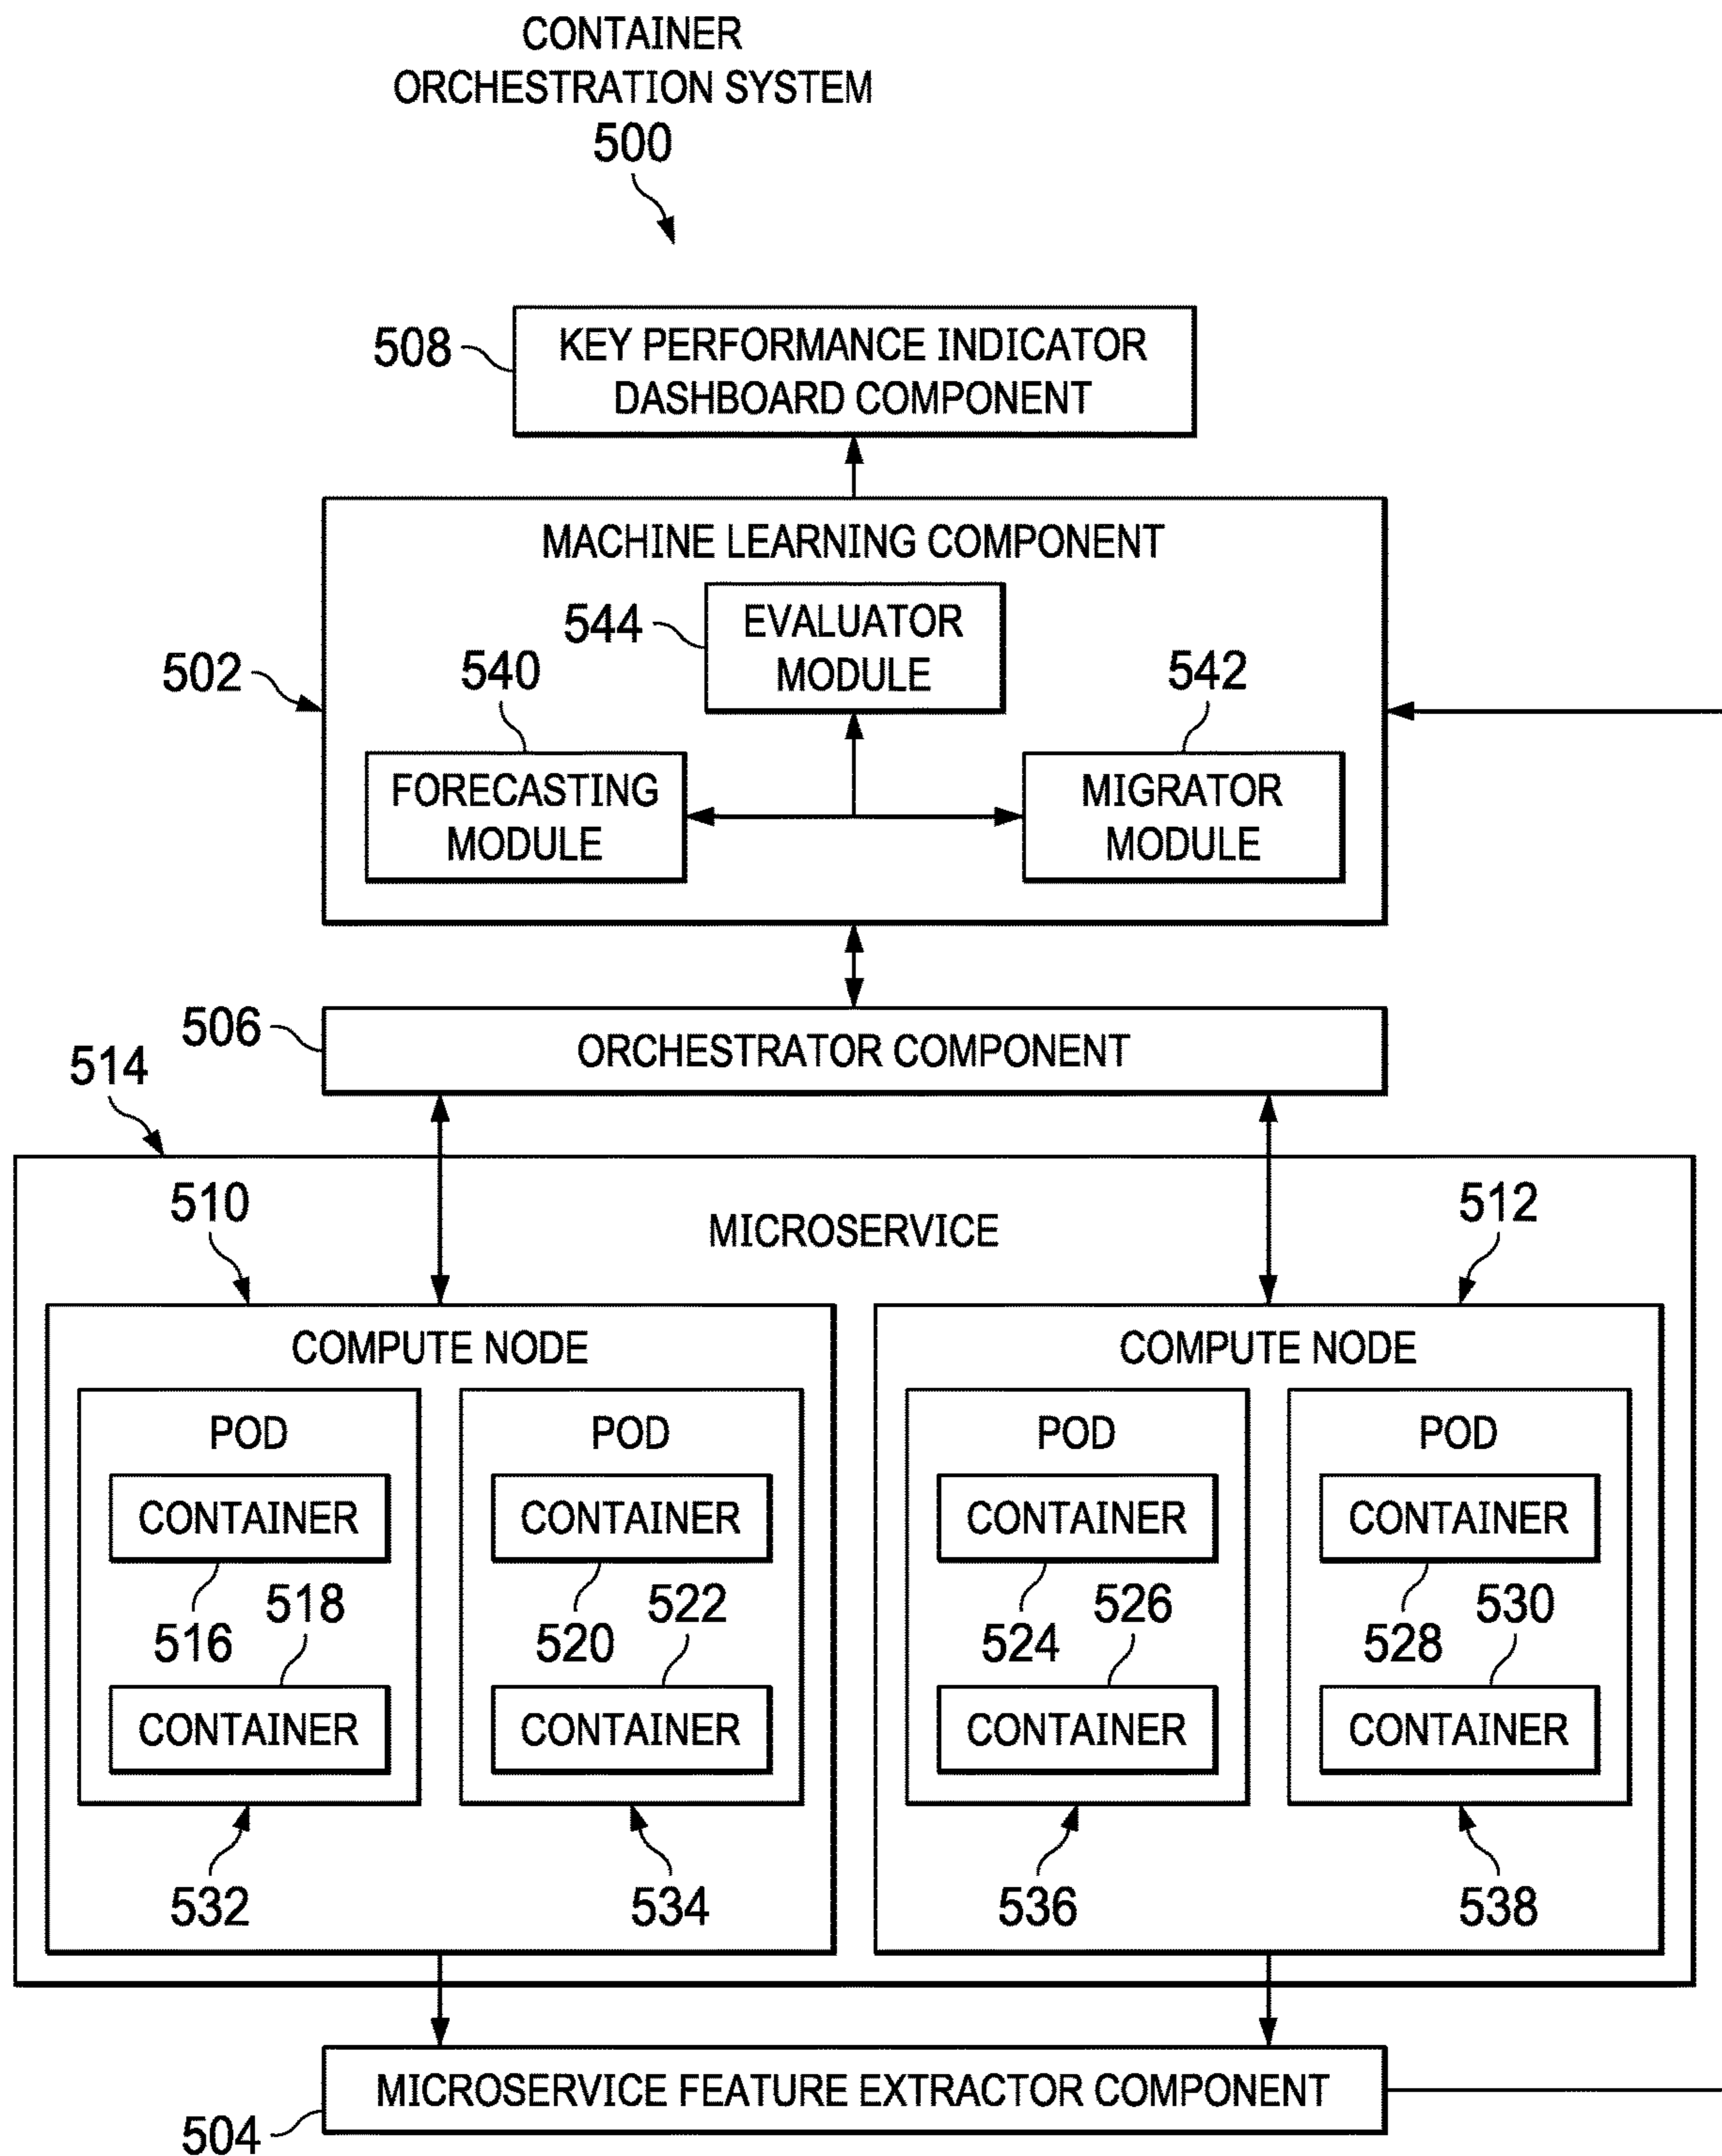 CONTAINER
ORCHESTRATION SYSTEM
500
508
KEY PERFORMANCE INDICATOR
DASHBOARD COMPONENT
MACHINE LEARNING COMPONENT
544
EVALUATOR
MODULE
502
540
542
FORECASTING
MODULE
MIGRATOR
MODULE
506
ORCHESTRATOR COMPONENT
514
510
MICROSERVICE
512
COMPUTE NODE
COMPUTE NODE
POD
POD
POD
POD
CONTAINER
CONTAINER
CONTAINER
CONTAINER
516
518
520
522
524
526
528
530
CONTAINER
CONTAINER
CONTAINER
CONTAINER
532
534
536
538
MICROSERVICE FEATURE EXTRACTOR COMPONENT
504